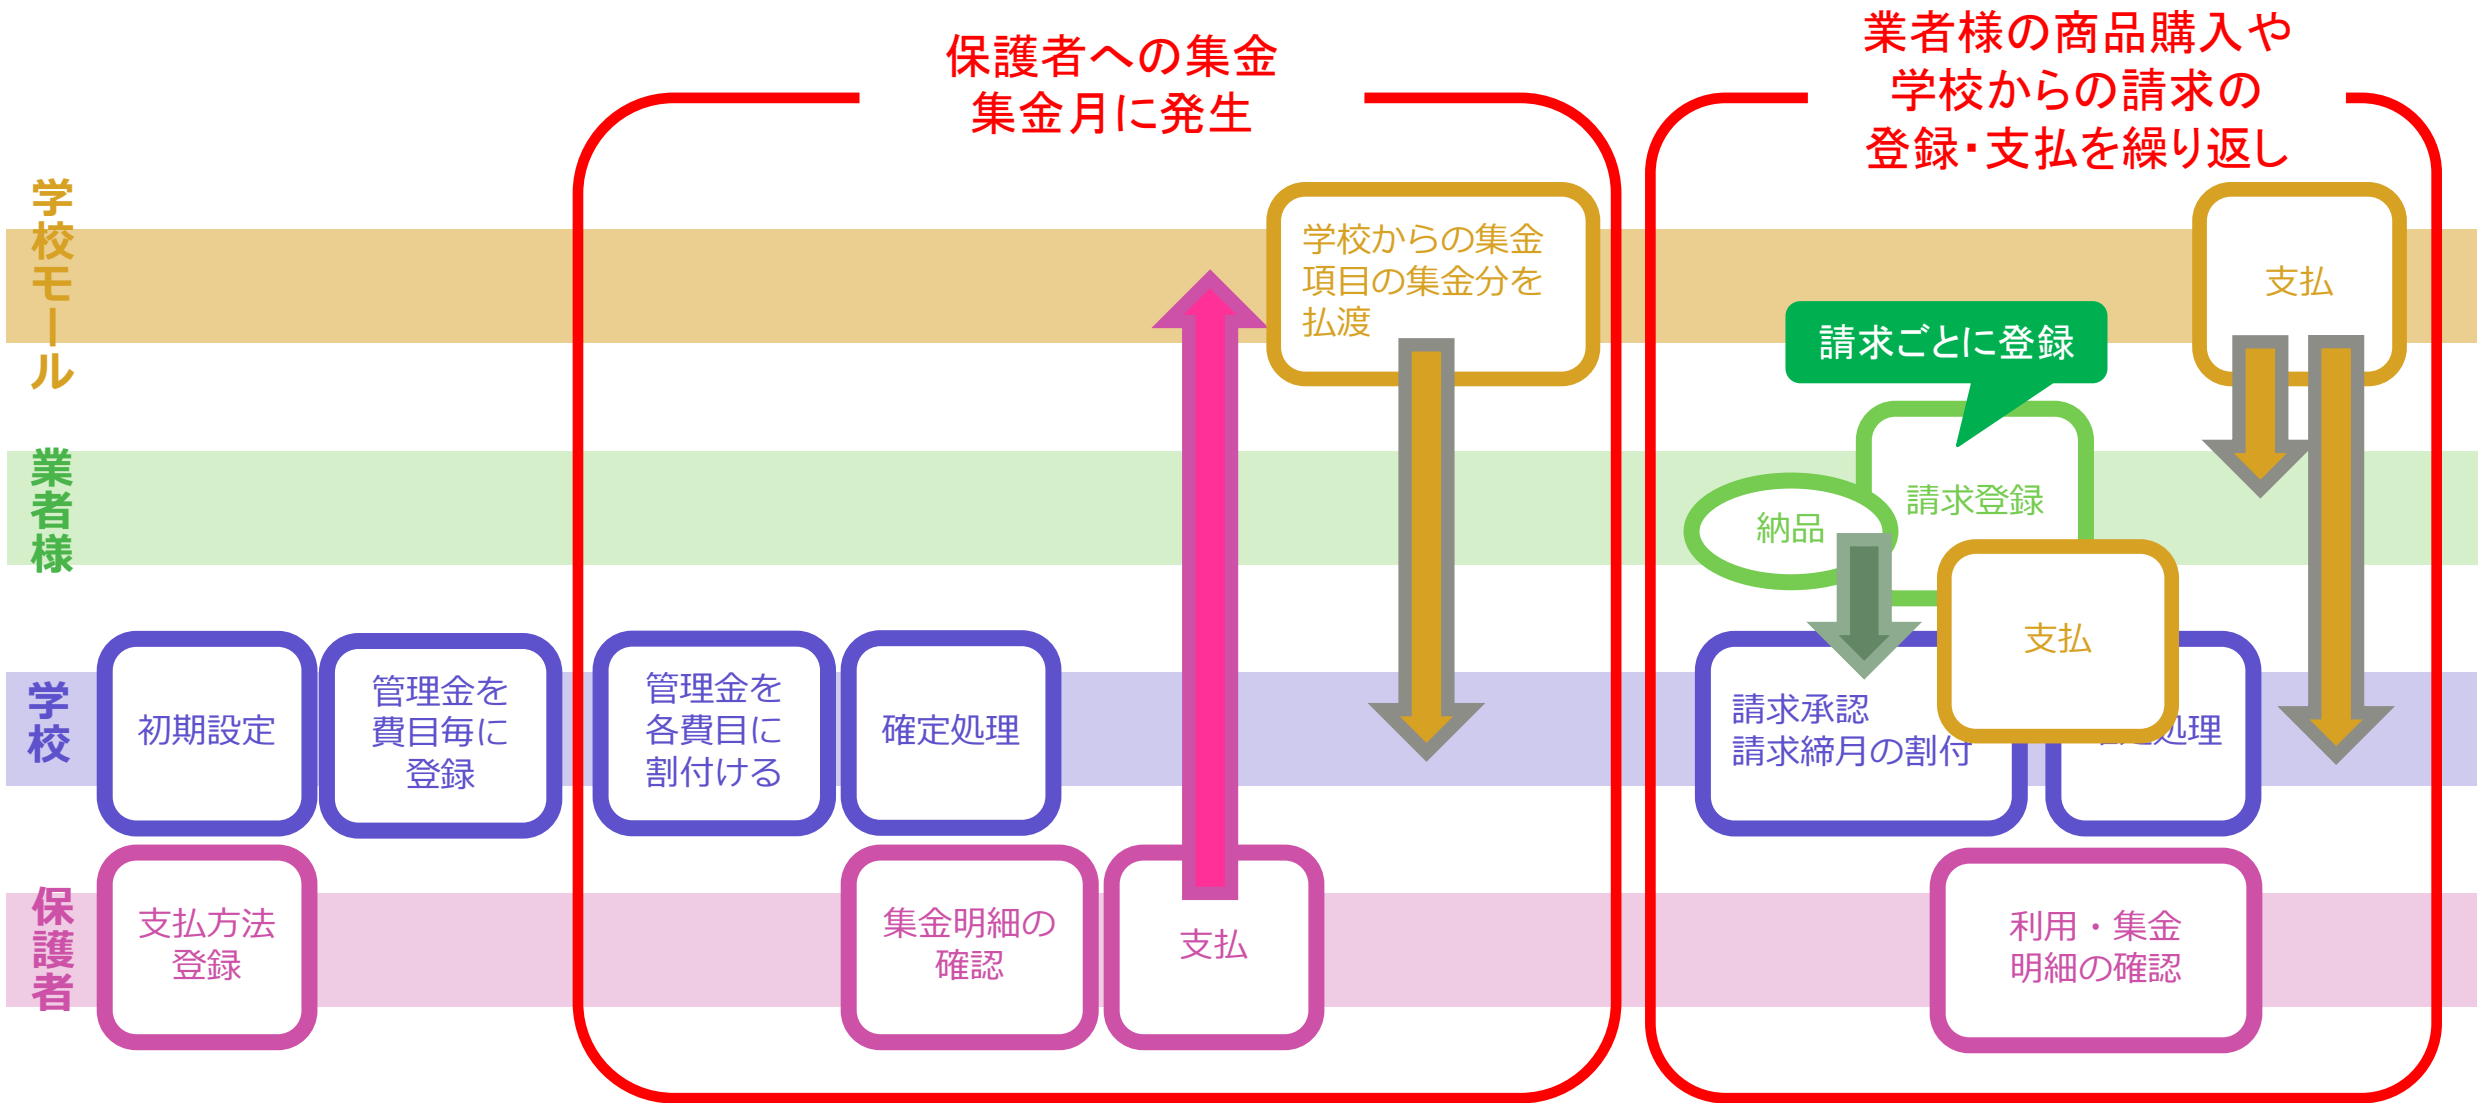 保護者への集金
集金月に発生
業者様の商品購入や
学校からの請求の
登録・支払を繰り返し
学校モール
学校からの集金
項目の集金分を
払渡
支払
請求ごとに登録
業者様
請求登録
納品
支払
学校
初期設定
管理金を
費目毎に
登録
管理金を
各費目に
割付ける
確定処理
請求承認
請求締月の割付
処理
保護者
支払方法
登録
集金明細の
確認
支払
利用・集金
明細の確認